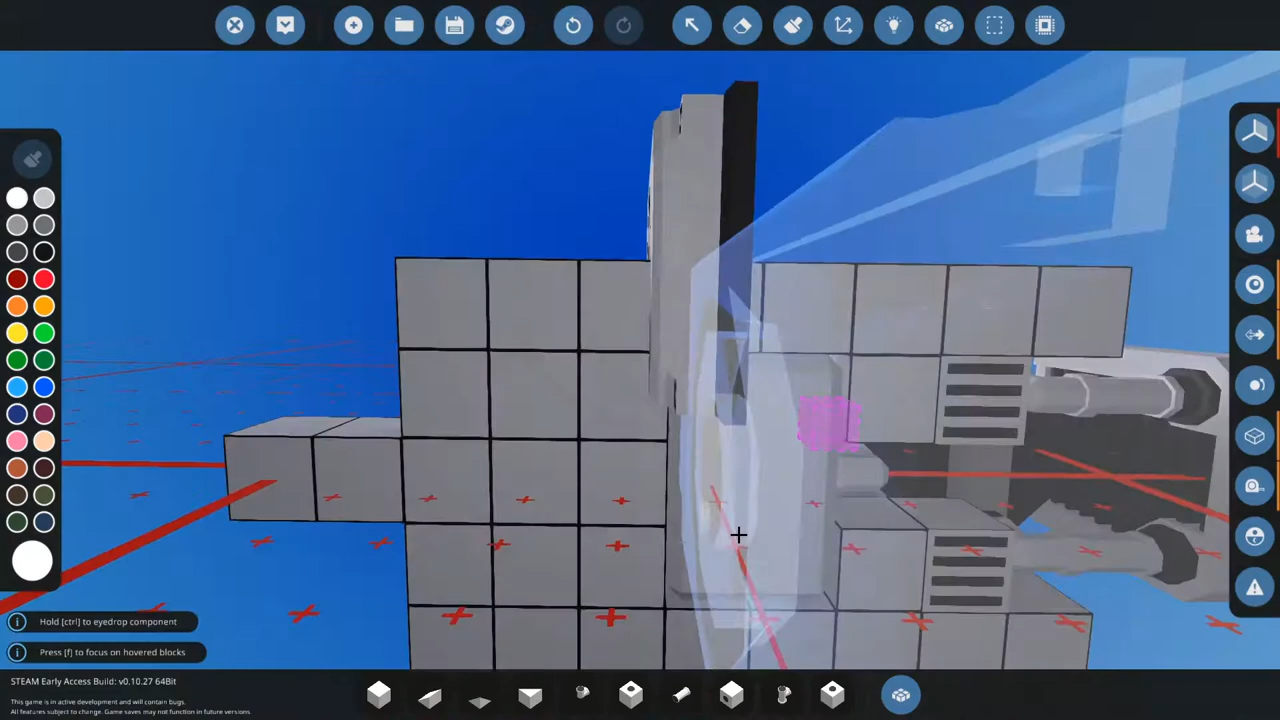 Hold [ctrl] to eyedrop component
Press [f] to focus on hovered blocks
STEAM Early Access Build: v0.10.27 64Bit
This game is in active development and will contain bugs.
All features subject to change. Game saves may not function in future versions.